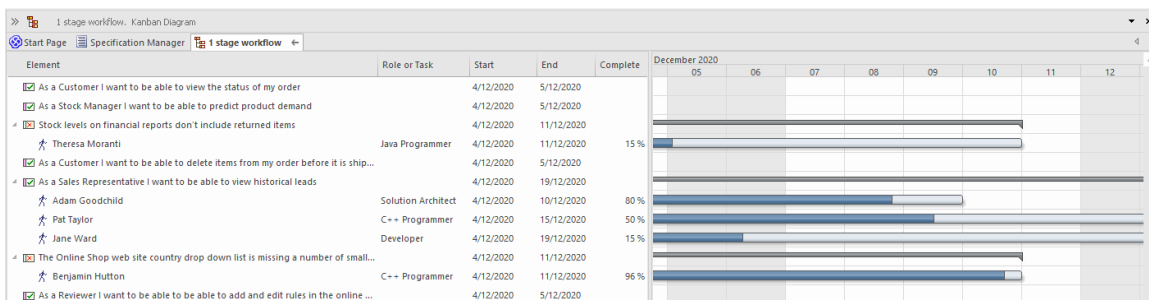 1 stage workflow. Kanban Diagram
Start Page Specification Manager 1 stage workflow
Element Role or Task Start End Complete December 2020
05 06 07 08 09 10 11 12
As a Customer I want to be able to view the status of my order 4/12/2020 5/12/2020
As a Stock Manager I want to be able to predict product demand 4/12/2020 5/12/2020
Stock levels on financial reports don't include returned items 4/12/2020 11/12/2020
Theresa Moranti Java Programmer 4/12/2020 11/12/2020 15 %
As a Customer I want to be able to delete items from my order before it is ship... 4/12/2020 5/12/2020
As a Sales Representative I want to be able to view historical leads 4/12/2020 19/12/2020
Adam Goodchild Solution Architect 4/12/2020 10/12/2020 80 %
Pat Taylor C++ Programmer 4/12/2020 15/12/2020 50 %
Jane Ward Developer 4/12/2020 19/12/2020 15 %
The Online Shop web site country drop down list is missing a number of small... 4/12/2020 11/12/2020
Benjamin Hutton C++ Programmer 4/12/2020 11/12/2020 96 %
As a Reviewer I want to be able to be able to add and edit rules in the online ... 4/12/2020 5/12/2020